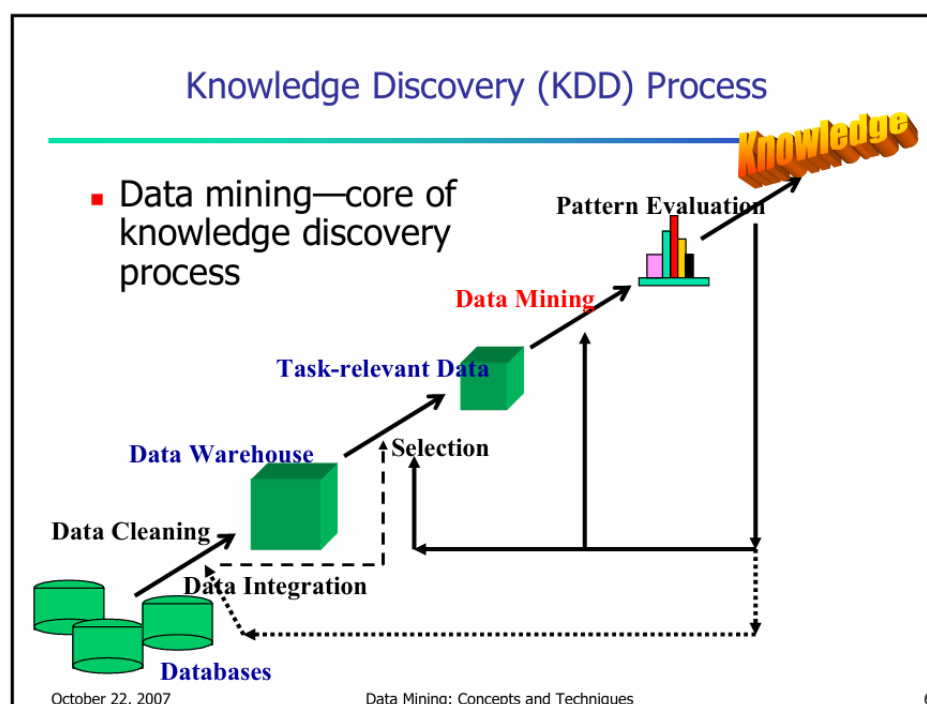 Knowledge Discovery (KDD) Process
Knowledge
Data mining—core of
knowledge discovery
process
Pattern Evaluation
Data Mining
Task-relevant Data
Selection
Data Warehouse
Data Cleaning
Data Integration
Databases
October 22, 2007
Data Mining: Concepts and Techniques
6